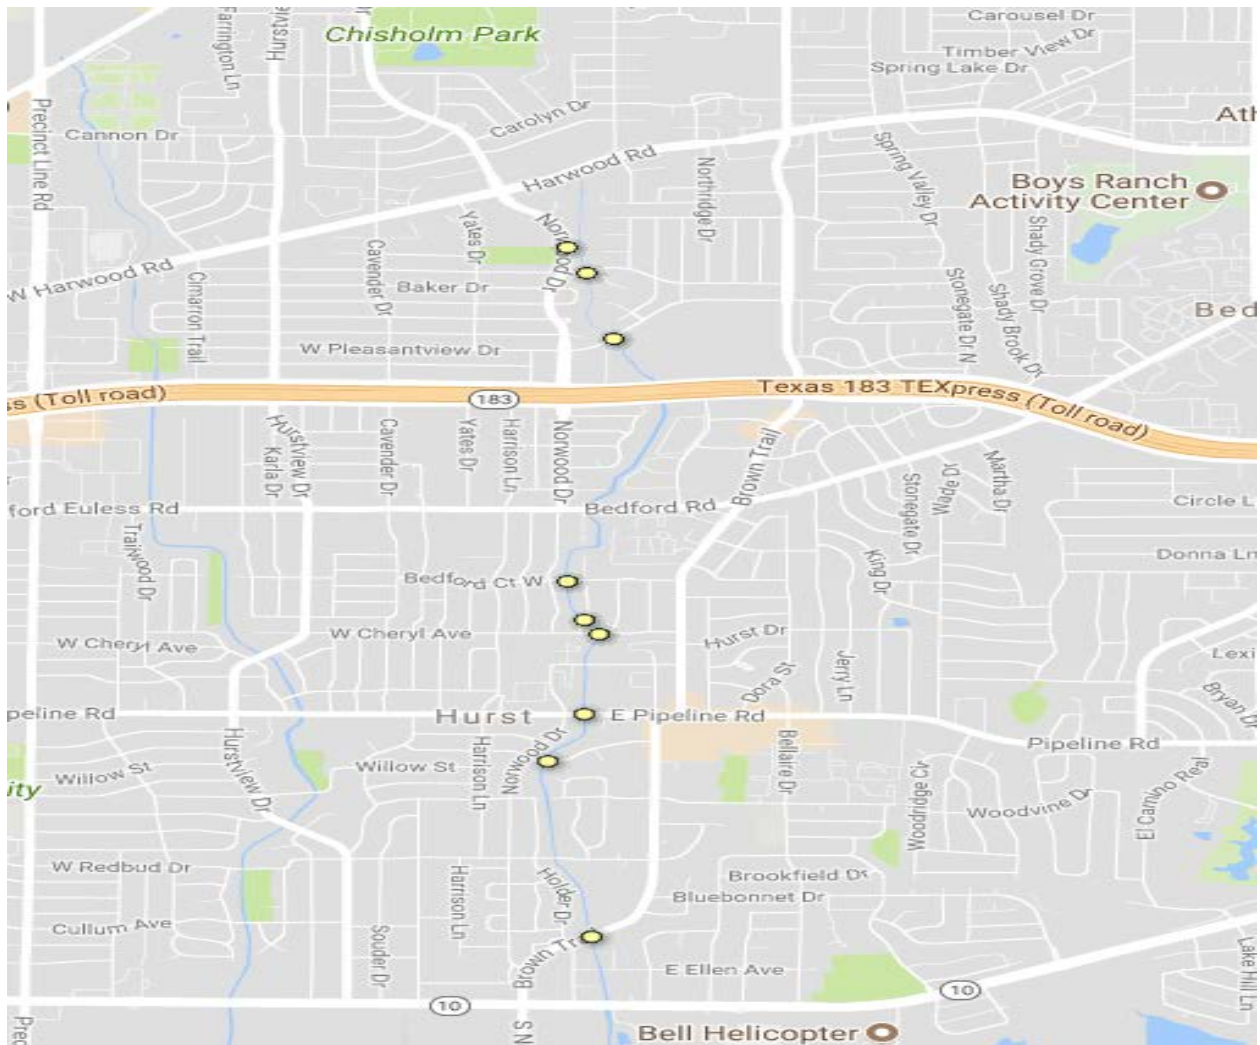 Carousel Dr
Chisholm Park
Hurstvie
Farrington Ln
Dr
Timber View Dr
Spring Lake Dr
Precinct Line Rd
Carolyn Dr
Cannon Dr
Ath
Harwood Rd
Spring Valley Dr
Northridge Dr
Boys Ranch
Activity Center
Norwood Dr
Yates Dr
Cavender Dr
Shady Grove Dr
W Harwood Rd
Cimarron Trail
Baker Dr
Stonegate Dr N
Shady Brook Dr
Bed
W Pleasantview Dr
ss (Toll road)
183
Texas 183 TEXpress (Toll road)
Hurstview Dr
Karla Dr
Cavender Dr
Yates Dr
Harrison Ln
Norwood Dr
Brown Trail
Stonegate Dr
Wade Dr
Martha Dr
Circle L
ford Euless Rd
Bedford Rd
Trailwood Dr
Donna Ln
Bedford Ct W
King Dr
W Cheryl Ave
W Cheryl Ave
Hurst Dr
Lexi
Dora St
Jerry Ln
Bryan Dr
peline Rd
Hurst
E Pipeline Rd
Hurstview Dr
Harrison Ln
Norwood Dr
N
Bellaire Dr
Pipeline Rd
Willow St
Willow St
ity
Woodridge Cir
Woodvine Dr
El Camino Real
W Redbud Dr
Harrison Ln
Holder Dr
Brookfield Dr
Bluebonnet Dr
Cullum Ave
Souder Dr
Brown Tr
E Ellen Ave
Lake Hill Ln
10
10
Prec
S N
Bell Helicopter